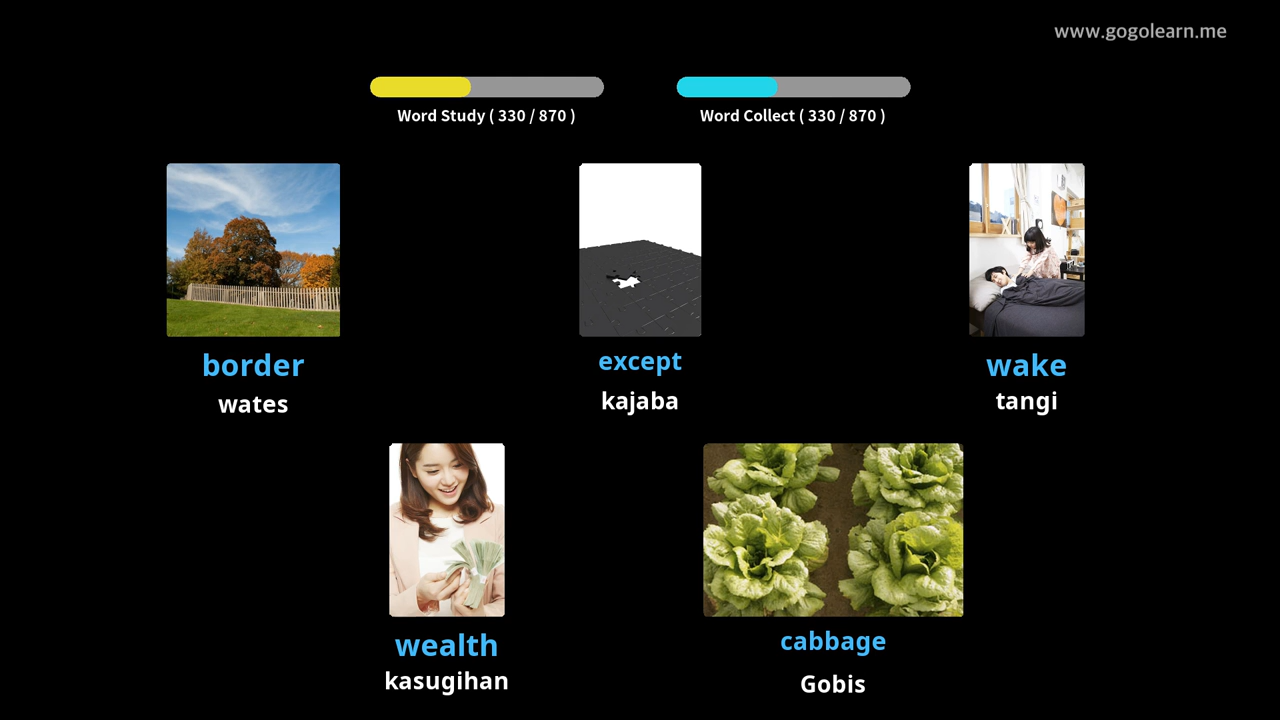 www.gogolearn.me
Word Study ( 330 / 870 )
Word Collect ( 330 / 870 )
border
wates
except
kajaba
wake
tangi
wealth
kasugihan
cabbage
Gobis